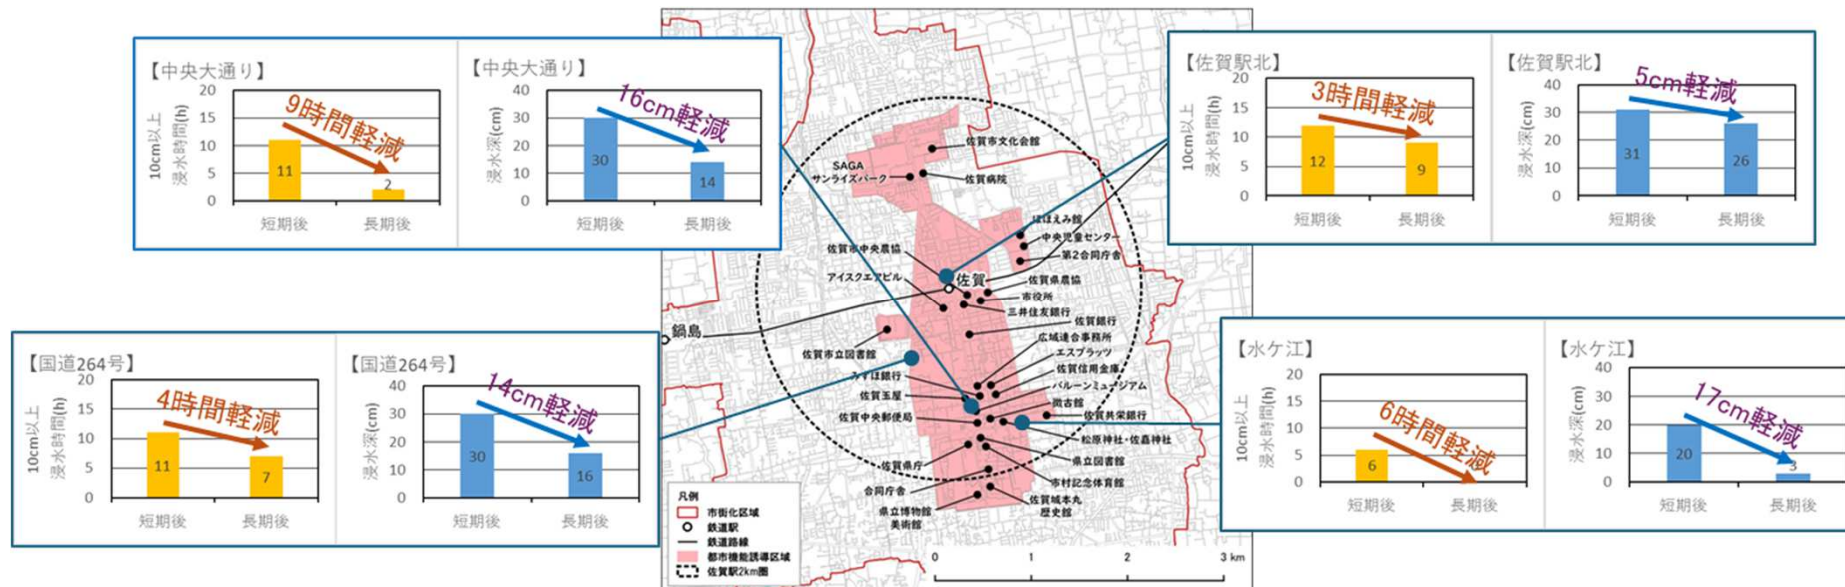 【中央大通り】
10cm以上
浸水時間(h)
20
15
10
5
0
11
2
9時間軽減
短期後
長期後
【中央大通り】
浸水深(cm)
40
30
20
10
0
30
14
16cm軽減
短期後
長期後
【佐賀駅北】
10cm以上
浸水時間(h)
20
15
10
5
0
12
9
3時間軽減
短期後
長期後
【佐賀駅北】
浸水深(cm)
40
30
20
10
0
31
26
5cm軽減
短期後
長期後
【国道264号】
10cm以上
浸水時間(h)
20
15
10
5
0
11
7
4時間軽減
短期後
長期後
【国道264号】
浸水深(cm)
40
30
20
10
0
30
16
14cm軽減
短期後
長期後
【水ケ江】
10cm以上
浸水時間(h)
20
15
10
5
0
6
6時間軽減
短期後
長期後
【水ケ江】
浸水深(cm)
40
30
20
10
0
20
3
17cm軽減
短期後
長期後
佐賀市文化会館
SAGA
サンライズパーク
佐賀病院
ほほえみ館
中央児童センター
第2合同庁舎
佐賀市中央農協
アイスクエアビル
佐賀
佐賀県農協
市役所
三井住友銀行
鍋島
佐賀銀行
佐賀市立図書館
広域連合事務所
エスプラッツ
みずほ銀行
佐賀信用金庫
バルーンミュージアム
佐賀玉屋
徴古館
佐賀中央郵便局
佐賀共栄銀行
松原神社・佐嘉神社
佐賀県庁
県立図書館
市村記念体育館
合同庁舎
佐賀城本丸
歴史館
県立博物館
美術館
凡例
市街化区域
鉄道駅
鉄道路線
都市機能誘導区域
佐賀駅2km圏
0
1
2
3 km